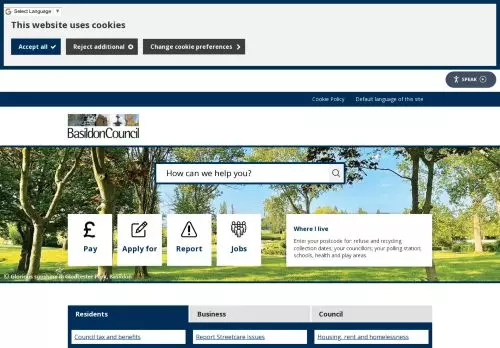 Select Language ▼
This website uses cookies
Accept all
Reject additional
Change cookie preferences
SPEAK
Cookie Policy
Default language of this site
BasildonCouncil
How can we help you?
£
Pay
Apply for
Report
Jobs
Where I live
Enter your postcode for refuse and recycling
collection dates, your councillors, your polling station,
schools, health and play areas.
© Glorious sunshine in Gloucester Park, Basildon
Residents
Business
Council
Council tax and benefits
Report Streetcare Issues
Housing, rent and homelessness